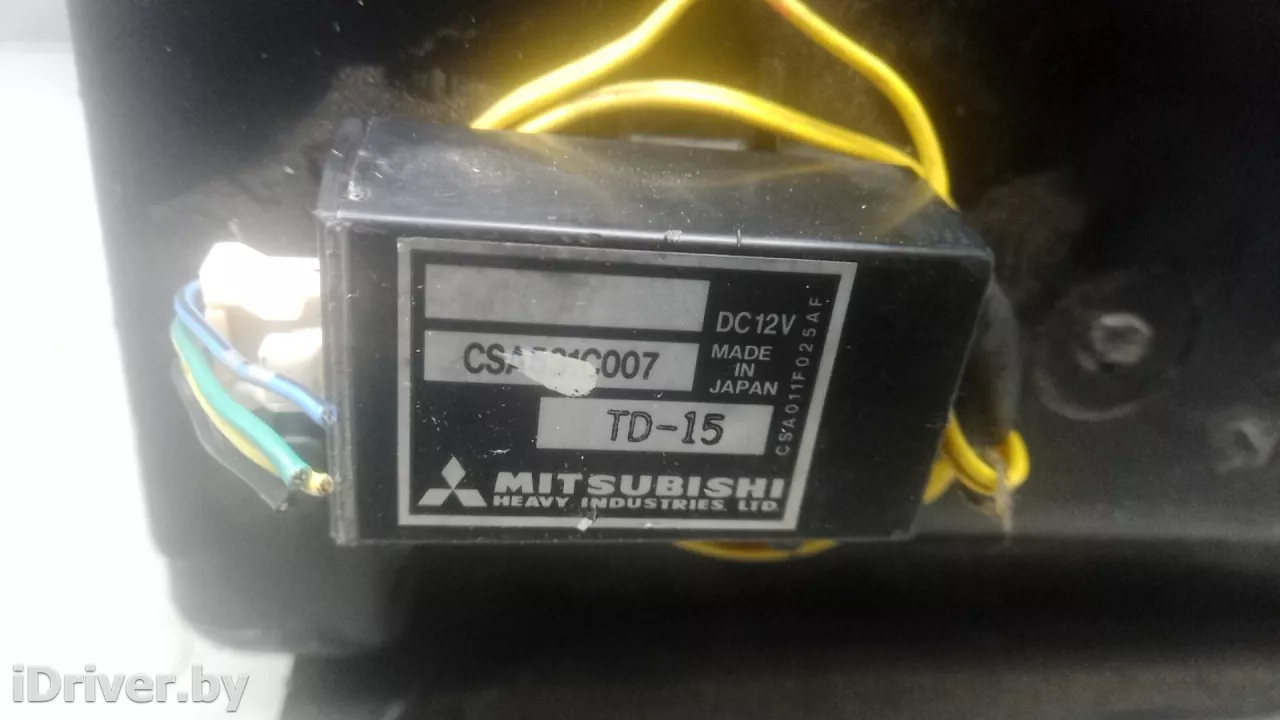 DC12V
MADE
IN
JAPAN
TD-15
MITSUBISHI
HEAVY INDUSTRIES, LTD.
CSA011F025AF
iDriver.by